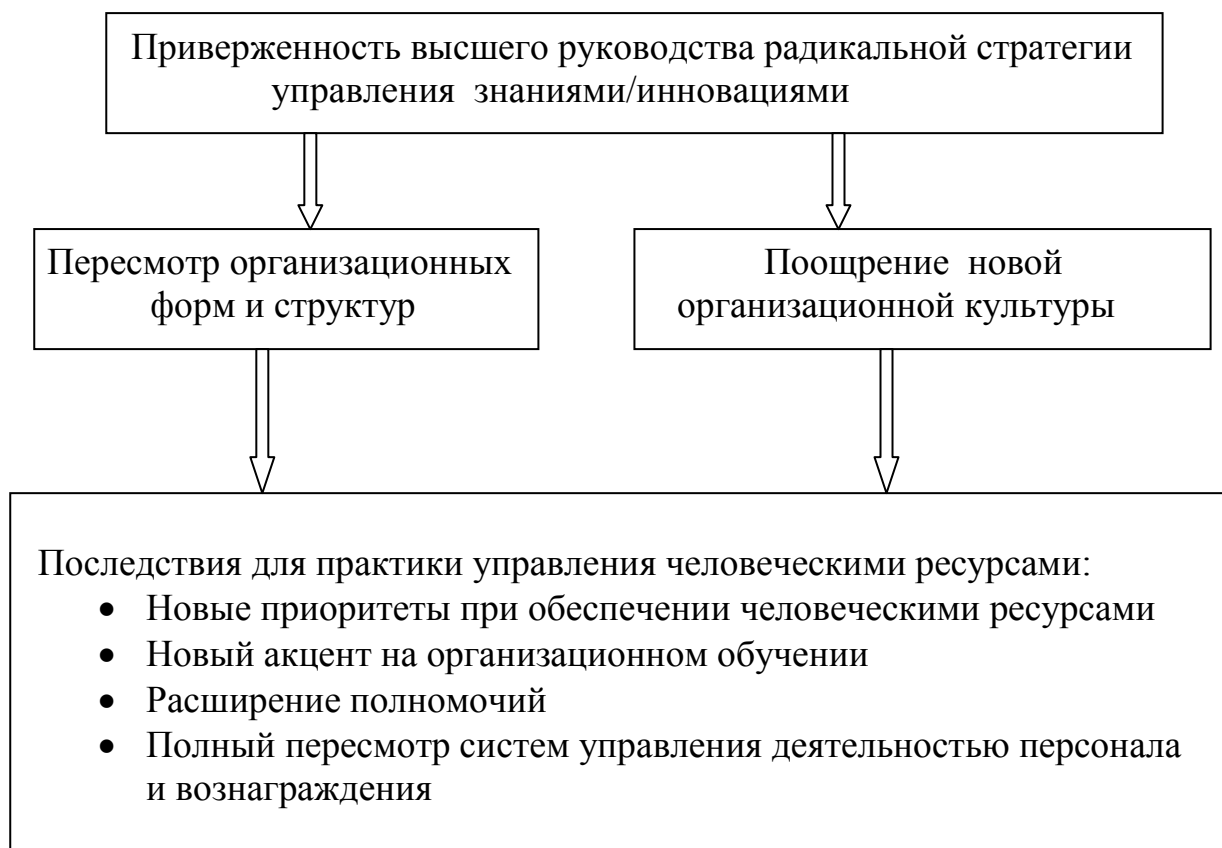 Приверженность высшего руководства радикальной стратегии
управления знаниями/инновациями
Пересмотр организационных
форм и структур
Поощрение новой
организационной культуры
Последствия для практики управления человеческими ресурсами:
• Новые приоритеты при обеспечении человеческими ресурсами
• Новый акцент на организационном обучении
• Расширение полномочий
• Полный пересмотр систем управления деятельностью персонала
и вознаграждения